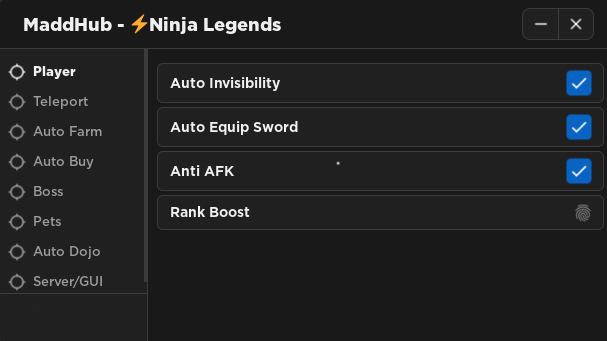 MaddHub - ⚡Ninja Legends
Player
Teleport
Auto Farm
Auto Buy
Boss
Pets
Auto Dojo
Server/GUI
Auto Invisibility
Auto Equip Sword
Anti AFK
Rank Boost